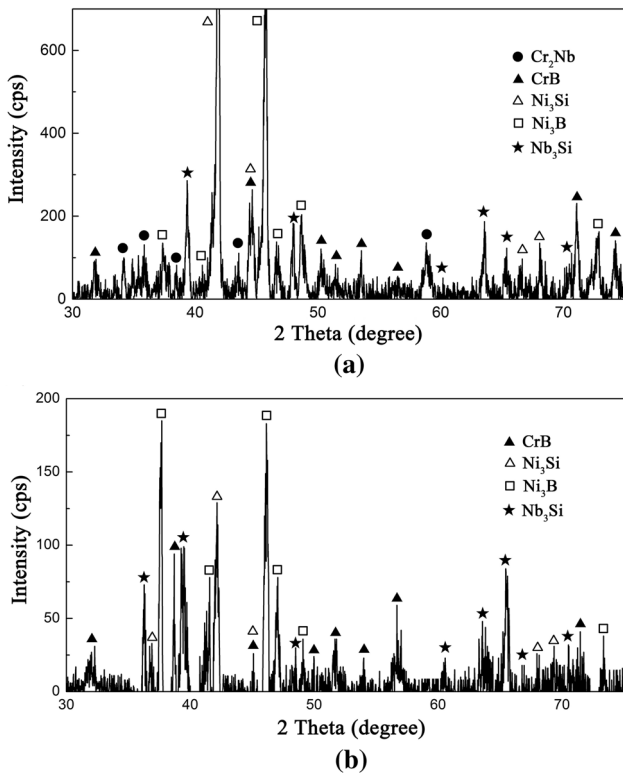 Intensity (cps)
600
400
200
0
30
40
50
60
70
2 Theta (degree)
Cr₂Nb
CrB
Ni₃Si
Ni₃B
Nb₃Si
(a)
Intensity (cps)
200
150
100
50
0
30
40
50
60
70
2 Theta (degree)
CrB
Ni₃Si
Ni₃B
Nb₃Si
(b)